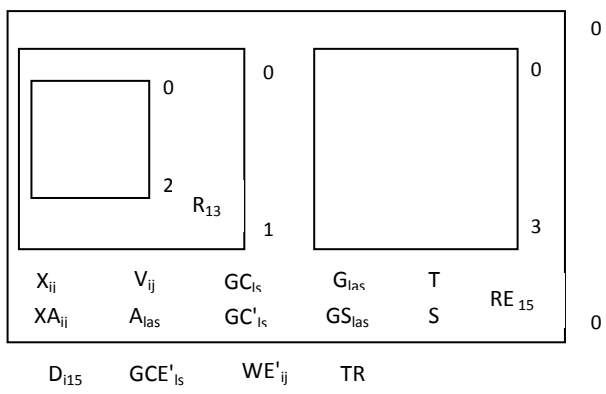 0
0 0
0
2
R₁₃
1 3
Xᵢⱼ Vᵢⱼ GCₗₛ Gₗₐₛ T
RE ₁₅
XAᵢⱼ Aₗₐₛ GC'ₗₛ GSₗₐₛ S 0
Dᵢ₁₅ GCE'ₗₛ WE'ᵢⱼ TR